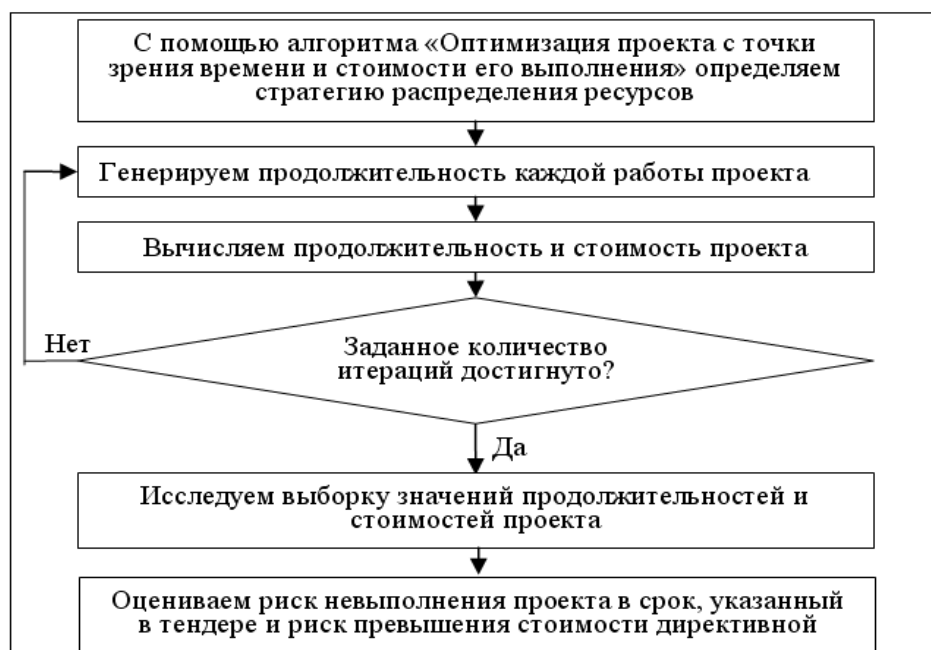 С помощью алгоритма «Оптимизация проекта с точки
зрения времени и стоимости его выполнения» определяем
стратегию распределения ресурсов
Генерируем продолжительность каждой работы проекта
Вычисляем продолжительность и стоимость проекта
Заданное количество
итераций достигнуто?
Нет
Да
Исследуем выборку значений продолжительностей и
стоимостей проекта
Оцениваем риск невыполнения проекта в срок, указанный
в тендере и риск превышения стоимости директивной